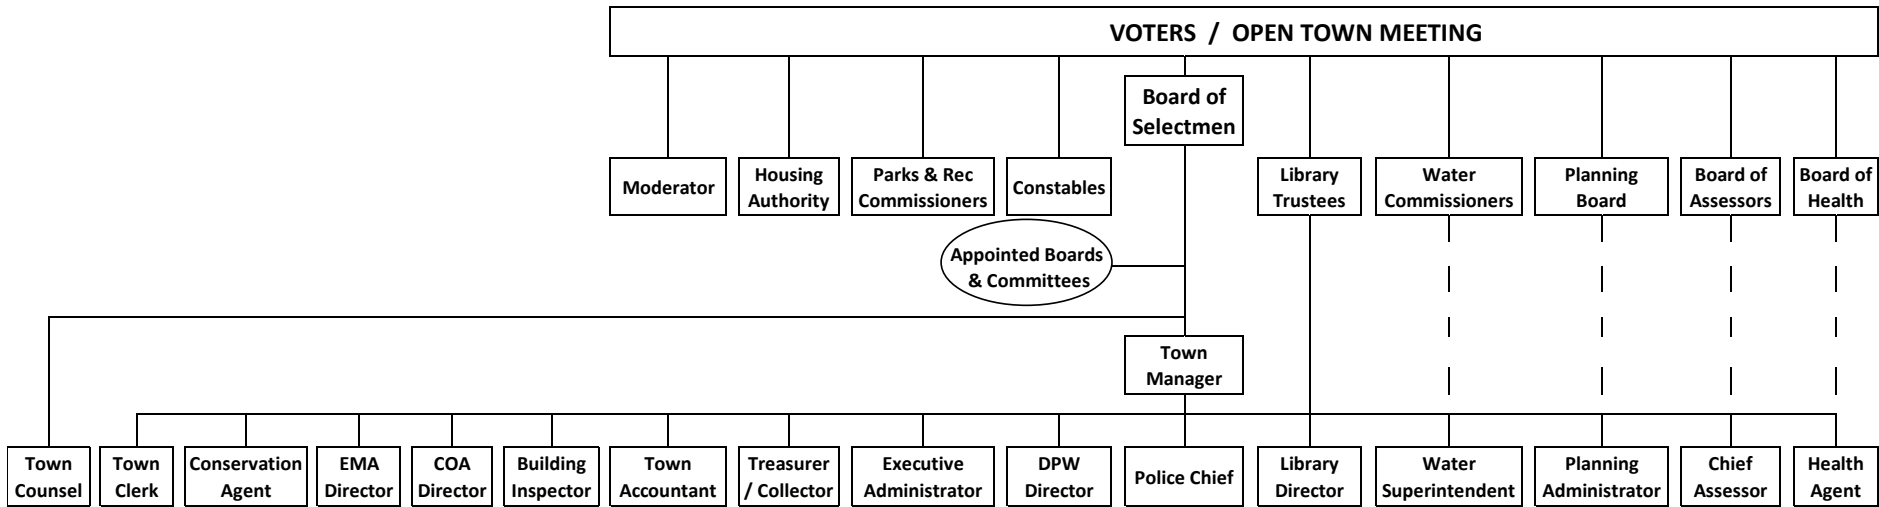 VOTERS / OPEN TOWN MEETING
Board of
Selectmen
Moderator
Housing
Authority
Parks & Rec
Commissioners
Constables
Library
Trustees
Water
Commissioners
Planning
Board
Board of
Assessors
Board of
Health
Appointed Boards
& Committees
Town
Manager
Town
Counsel
Town
Clerk
Conservation
Agent
EMA
Director
COA
Director
Building
Inspector
Town
Accountant
Treasurer
/ Collector
Executive
Administrator
DPW
Director
Police Chief
Library
Director
Water
Superintendent
Planning
Administrator
Chief
Assessor
Health
Agent